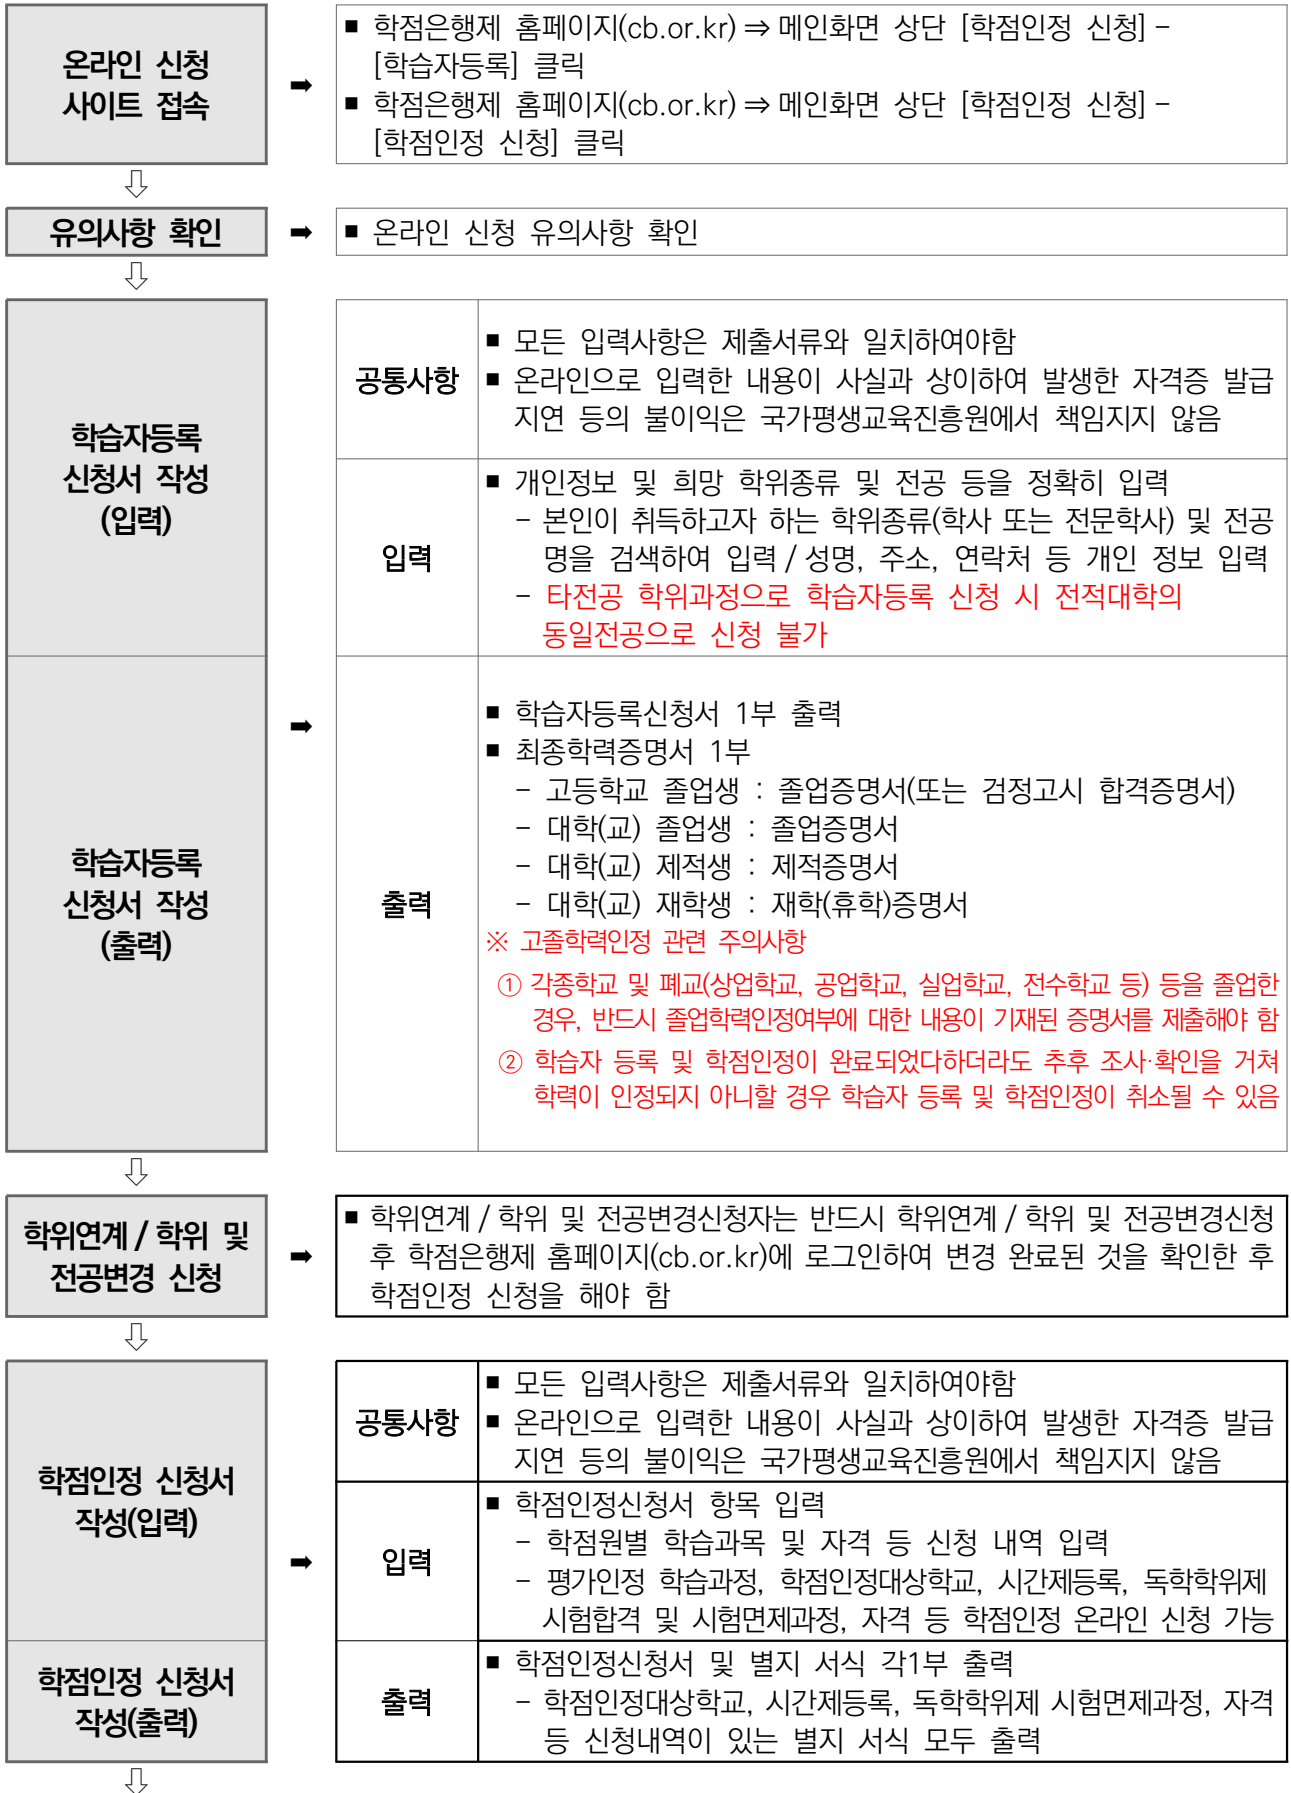 온라인 신청
사이트 접속
➡
■ 학점은행제 홈페이지(cb.or.kr) ⇒ 메인화면 상단 [학점인정 신청] -
[학습자등록] 클릭
■ 학점은행제 홈페이지(cb.or.kr) ⇒ 메인화면 상단 [학점인정 신청] -
[학점인정 신청] 클릭
⇩
유의사항 확인
➡
■ 온라인 신청 유의사항 확인
⇩
학습자등록
신청서 작성
(입력)
공통사항
■ 모든 입력사항은 제출서류와 일치하여야함
■ 온라인으로 입력한 내용이 사실과 상이하여 발생한 자격증 발급
지연 등의 불이익은 국가평생교육진흥원에서 책임지지 않음
입력
■ 개인정보 및 희망 학위종류 및 전공 등을 정확히 입력
- 본인이 취득하고자 하는 학위종류(학사 또는 전문학사) 및 전공
명을 검색하여 입력 / 성명, 주소, 연락처 등 개인 정보 입력
- 타전공 학위과정으로 학습자등록 신청 시 전적대학의
동일전공으로 신청 불가
학습자등록
신청서 작성
(출력)
➡
출력
■ 학습자등록신청서 1부 출력
■ 최종학력증명서 1부
- 고등학교 졸업생 : 졸업증명서(또는 검정고시 합격증명서)
- 대학(교) 졸업생 : 졸업증명서
- 대학(교) 제적생 : 제적증명서
- 대학(교) 재학생 : 재학(휴학)증명서
※ 고졸학력인정 관련 주의사항
① 각종학교 및 폐교(상업학교, 공업학교, 실업학교, 전수학교 등) 등을 졸업한
경우, 반드시 졸업학력인정여부에 대한 내용이 기재된 증명서를 제출해야 함
② 학습자 등록 및 학점인정이 완료되었다하더라도 추후 조사·확인을 거쳐
학력이 인정되지 아니할 경우 학습자 등록 및 학점인정이 취소될 수 있음
⇩
학위연계 / 학위 및
전공변경 신청
➡
■ 학위연계 / 학위 및 전공변경신청자는 반드시 학위연계 / 학위 및 전공변경신청
후 학점은행제 홈페이지(cb.or.kr)에 로그인하여 변경 완료된 것을 확인한 후
학점인정 신청을 해야 함
⇩
학점인정 신청서
작성(입력)
➡
공통사항
■ 모든 입력사항은 제출서류와 일치하여야함
■ 온라인으로 입력한 내용이 사실과 상이하여 발생한 자격증 발급
지연 등의 불이익은 국가평생교육진흥원에서 책임지지 않음
입력
■ 학점인정신청서 항목 입력
- 학점원별 학습과목 및 자격 등 신청 내역 입력
- 평가인정 학습과정, 학점인정대상학교, 시간제등록, 독학학위제
시험합격 및 시험면제과정, 자격 등 학점인정 온라인 신청 가능
학점인정 신청서
작성(출력)
출력
■ 학점인정신청서 및 별지 서식 각1부 출력
- 학점인정대상학교, 시간제등록, 독학학위제 시험면제과정, 자격
등 신청내역이 있는 별지 서식 모두 출력
⇩